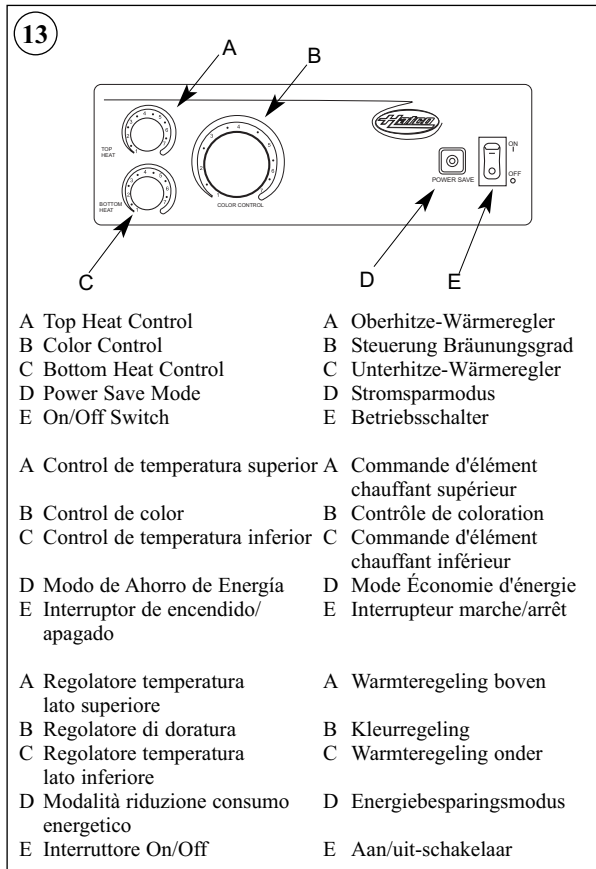 13
A
B
Hatco
TOP
HEAT
BOTTOM
HEAT
COLOR CONTROL
POWER SAVE
ON
I
OFF
O
C
D
E
A Top Heat Control
B Color Control
C Bottom Heat Control
D Power Save Mode
E On/Off Switch
A Oberhitze-Wärmeregler
B Steuerung Bräunungsgrad
C Unterhitze-Wärmeregler
D Stromsparmodus
E Betriebsschalter
A Control de temperatura superior
B Control de color
C Control de temperatura inferior
D Modo de Ahorro de Energía
E Interruptor de encendido/
apagado
A Commande d'élément
chauffant supérieur
B Contrôle de coloration
C Commande d'élément
chauffant inférieur
D Mode Économie d'énergie
E Interrupteur marche/arrêt
A Regolatore temperatura
lato superiore
B Regolatore di doratura
C Regolatore temperatura
lato inferiore
D Modalità riduzione consumo
energetico
E Interruttore On/Off
A Warmteregeling boven
B Kleurregeling
C Warmteregeling onder
D Energiebesparingsmodus
E Aan/uit-schakelaar